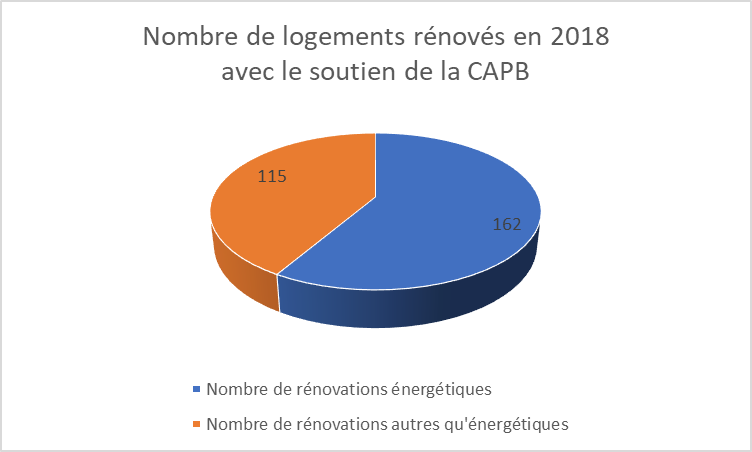 Nombre de logements rénovés en 2018
avec le soutien de la CAPB
115
162
Nombre de rénovations énergétiques
Nombre de rénovations autres qu'énergétiques